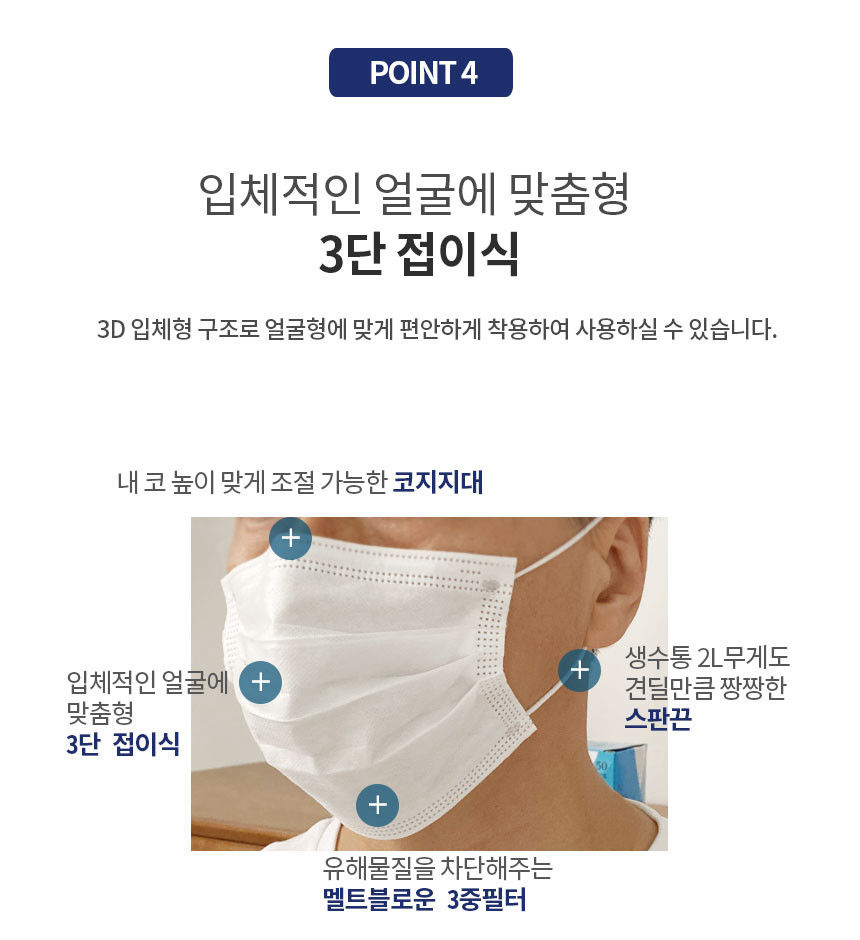 POINT 4
입체적인 얼굴에 맞춤형
3단 접이식
3D 입체형 구조로 얼굴형에 맞게 편안하게 착용하여 사용하실 수 있습니다.
내 코 높이 맞게 조절 가능한 코지지대
입체적인 얼굴에
맞춤형
3단 접이식
생수통 2L무게도
견딜만큼 짱짱한
스판끈
50
유해물질을 차단해주는
멜트블로운 3중필터